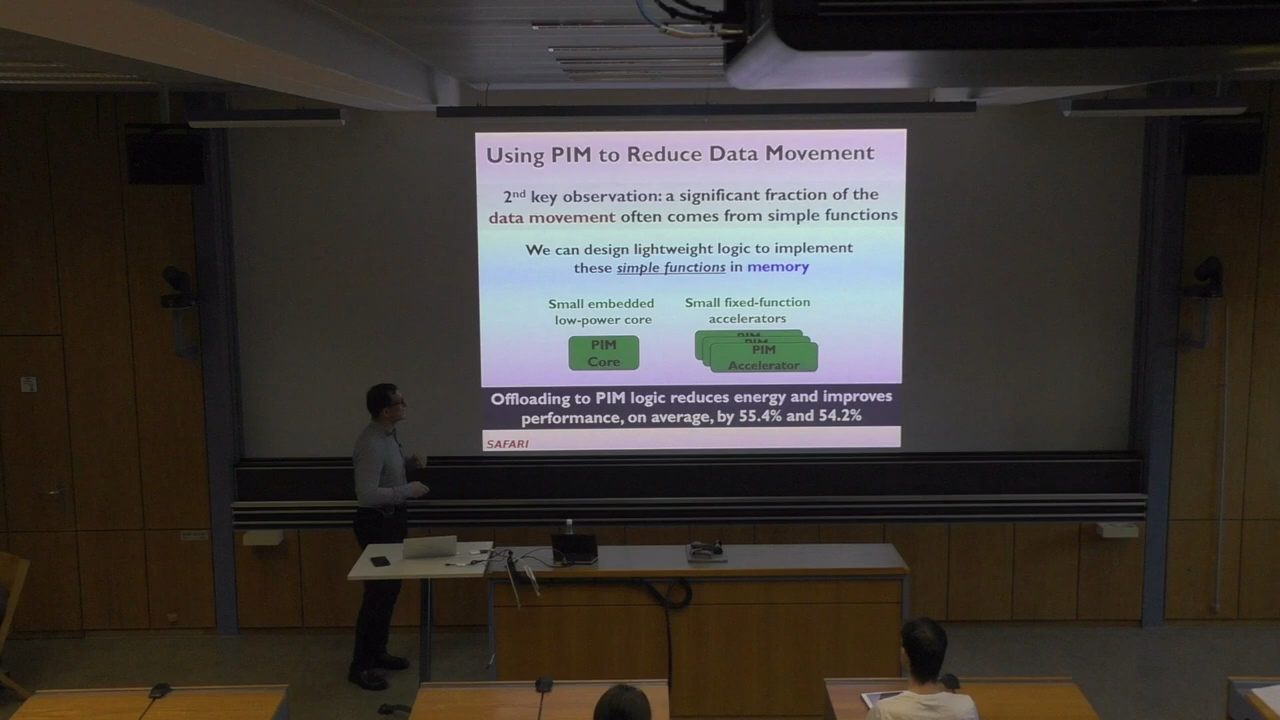 Using PIM to Reduce Data Movement
2nd key observation: a significant fraction of the
data movement often comes from simple functions
We can design lightweight logic to implement
these simple functions in memory
Small embedded
low-power core
Small fixed-function
accelerators
PIM
Core
PIM
PIM
PIM
Accelerator
Offloading to PIM logic reduces energy and improves
performance, on average, by 55.4% and 54.2%
SAFARI